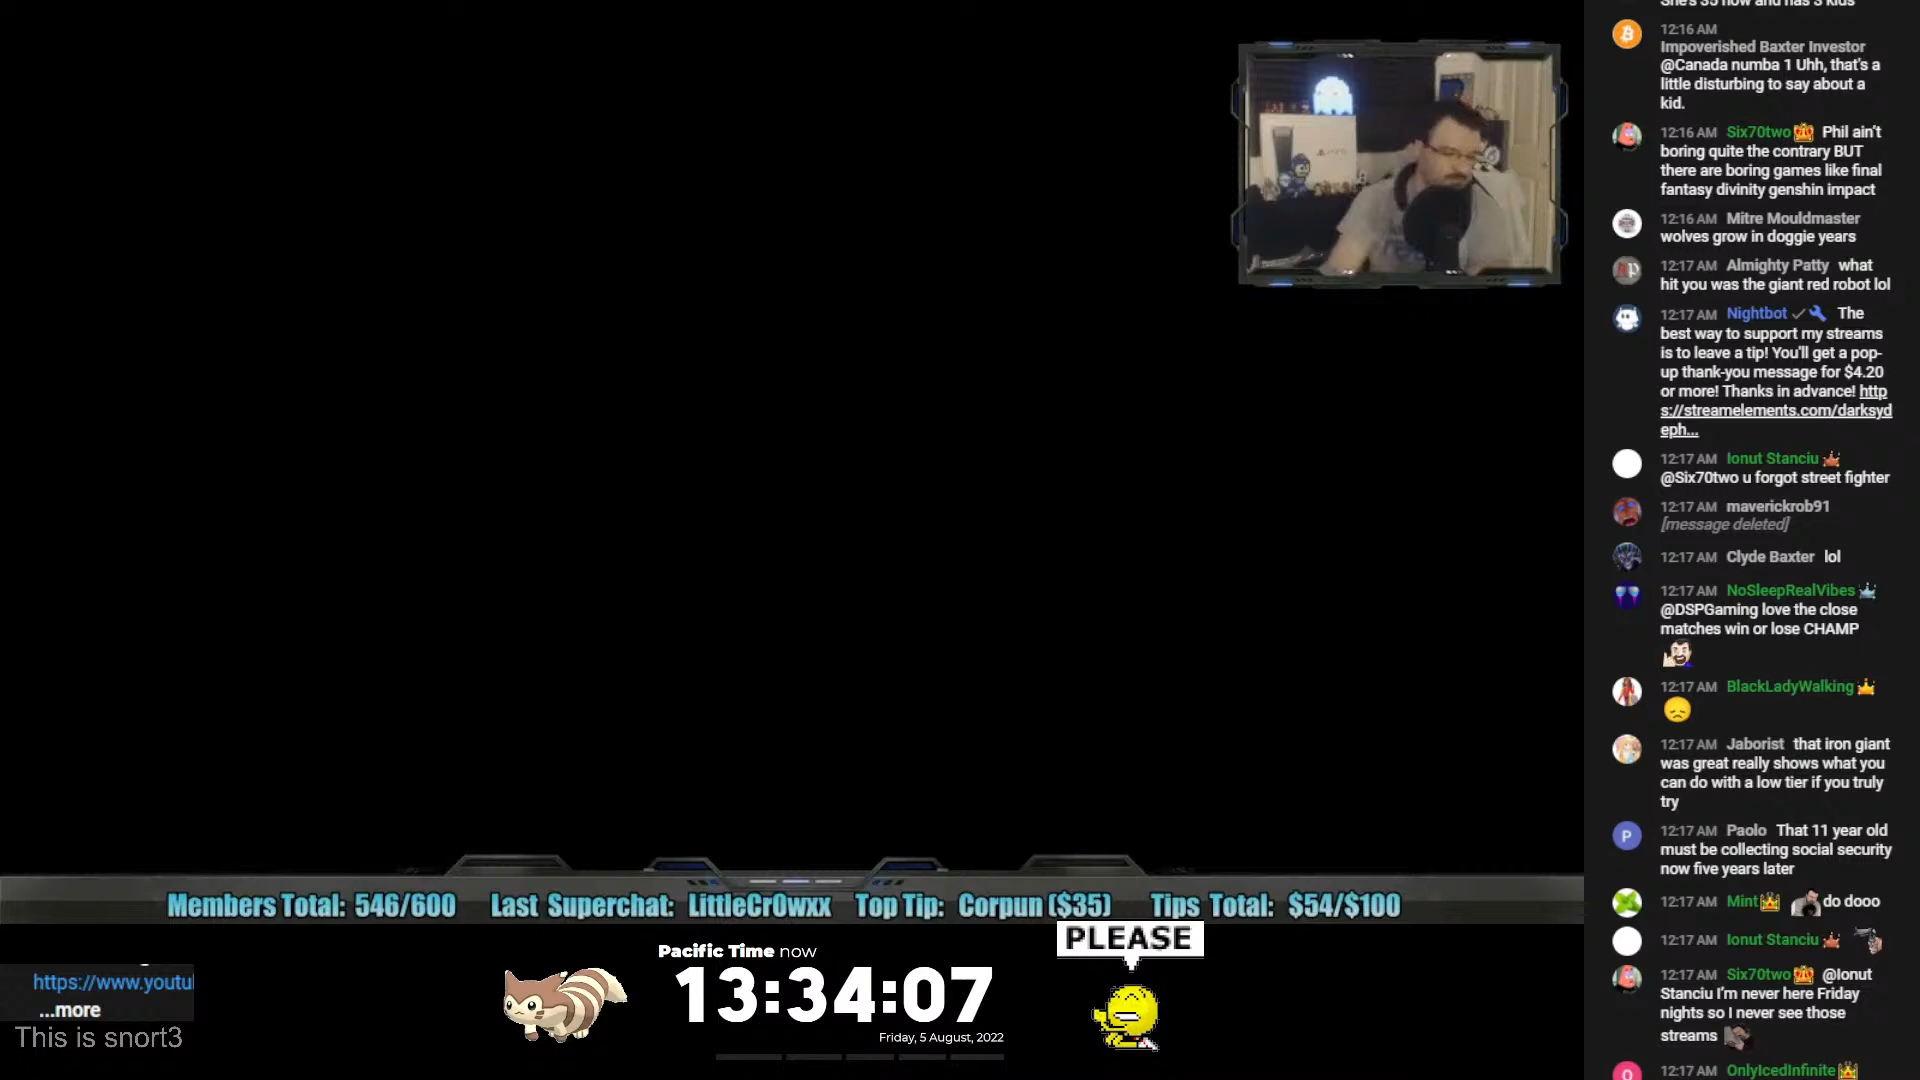 She's 35 now and has 3 kids
12:16 AM
Impoverished Baxter Investor
@Canada numba 1 Uhh, that's a
little disturbing to say about a
kid.
12:16 AM Six70two Phil ain't
boring quite the contrary BUT
there are boring games like final
fantasy divinity genshin impact
12:16 AM Mitre Mouldmaster
wolves grow in doggie years
12:17 AM Almighty Patty what
hit you was the giant red robot lol
12:17 AM Nightbot The
best way to support my streams
is to leave a tip! You'll get a pop-
up thank-you message for $4.20
or more! Thanks in advance! http
s://streamelements.com/darksyd
eph...
12:17 AM Ionut Stanciu
@Six70two u forgot street fighter
12:17 AM maverickrob91
[message deleted]
12:17 AM Clyde Baxter lol
12:17 AM NoSleepRealVibes
@DSPGaming love the close
matches win or lose CHAMP
12:17 AM BlackLadyWalking
12:17 AM Jaborist that iron giant
was great really shows what you
can do with a low tier if you truly
try
P
12:17 AM Paolo That 11 year old
must be collecting social security
now five years later
12:17 AM Mint do dooo
12:17 AM Ionut Stanciu
12:17 AM Six70two @Ionut
Stanciu I'm never here Friday
nights so I never see those
streams
12:17 AM OnlyIcedInfinite
Members Total: 546/600 Last Superchat: LittleCr0wxx Top Tip: Corpun ($35) Tips Total: $54/$100
PLEASE
Pacific Time now
13:34:07
Friday, 5 August, 2022
https://www.youtu
...more
This is snort3